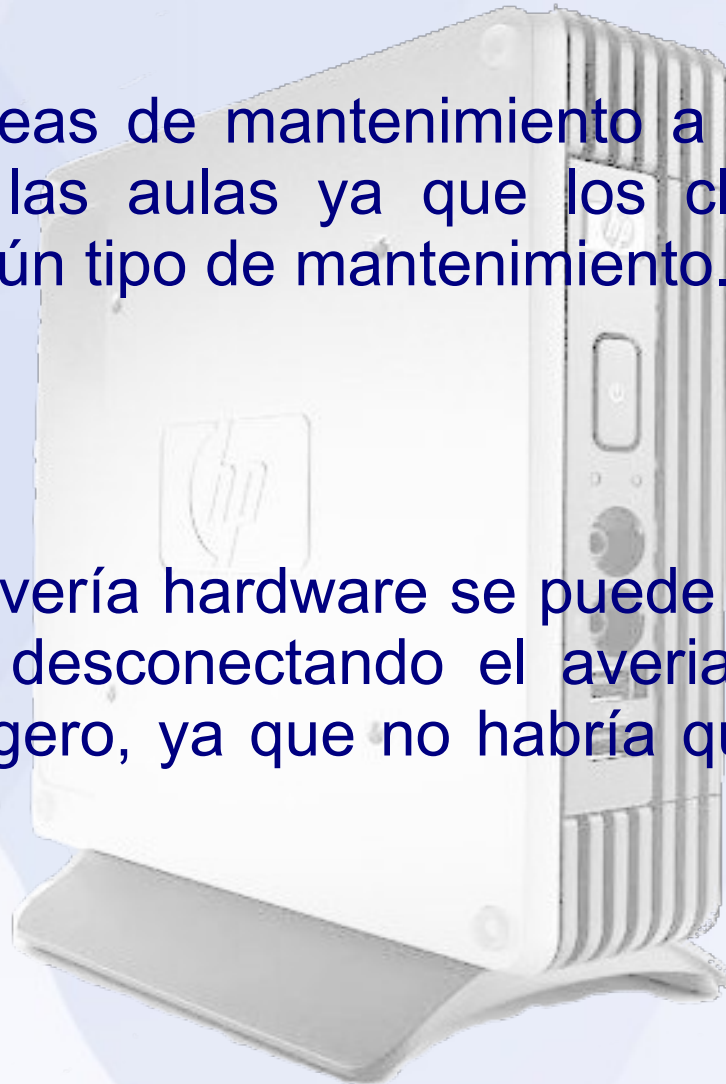 eas de mantenimiento a
las aulas ya que los cl
ún tipo de mantenimiento.
hp
vería hardware se puede
desconectando el averia
gero, ya que no habría qu